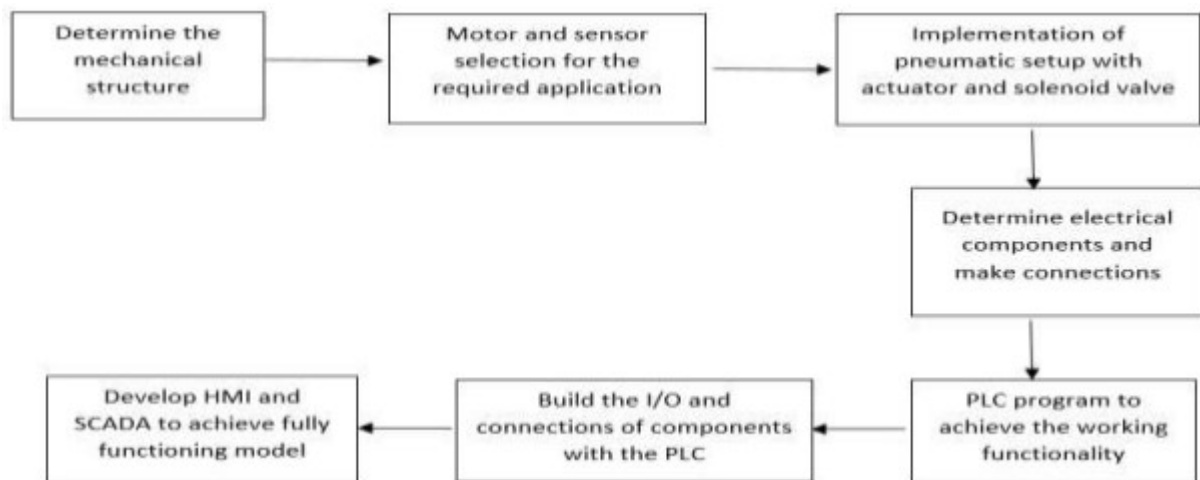 Determine the
mechanical
structure
Motor and sensor
selection for the
required application
Implementation of
pneumatic setup with
actuator and solenoid valve
Determine electrical
components and
make connections
PLC program to
achieve the working
functionality
Build the I/O and
connections of components
with the PLC
Develop HMI and
SCADA to achieve fully
functioning model